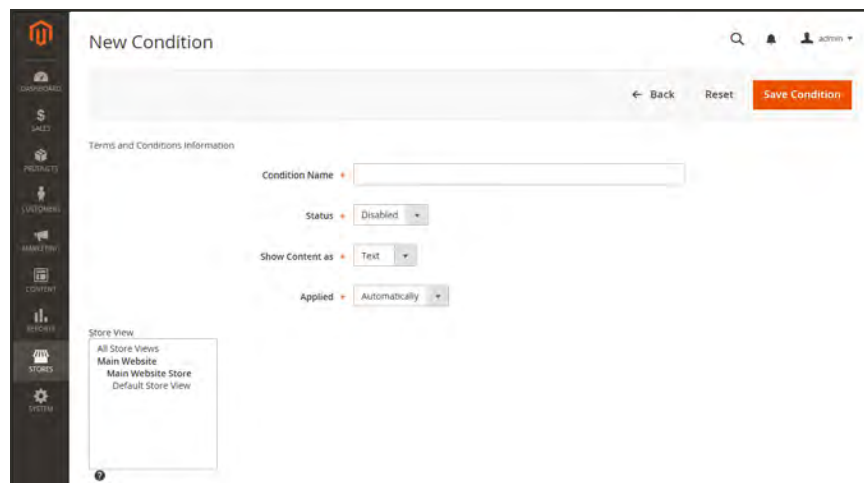 New Condition
admin
← Back
Reset
Save Condition
DASHBOARD
SALES
PRODUCTS
CUSTOMERS
MARKETING
CONTENT
REPORTS
STORES
SYSTEM
Terms and Conditions Information
Condition Name *
Status * Disabled
Show Content as * Text
Applied * Automatically
Store View
All Store Views
Main Website
Main Website Store
Default Store View